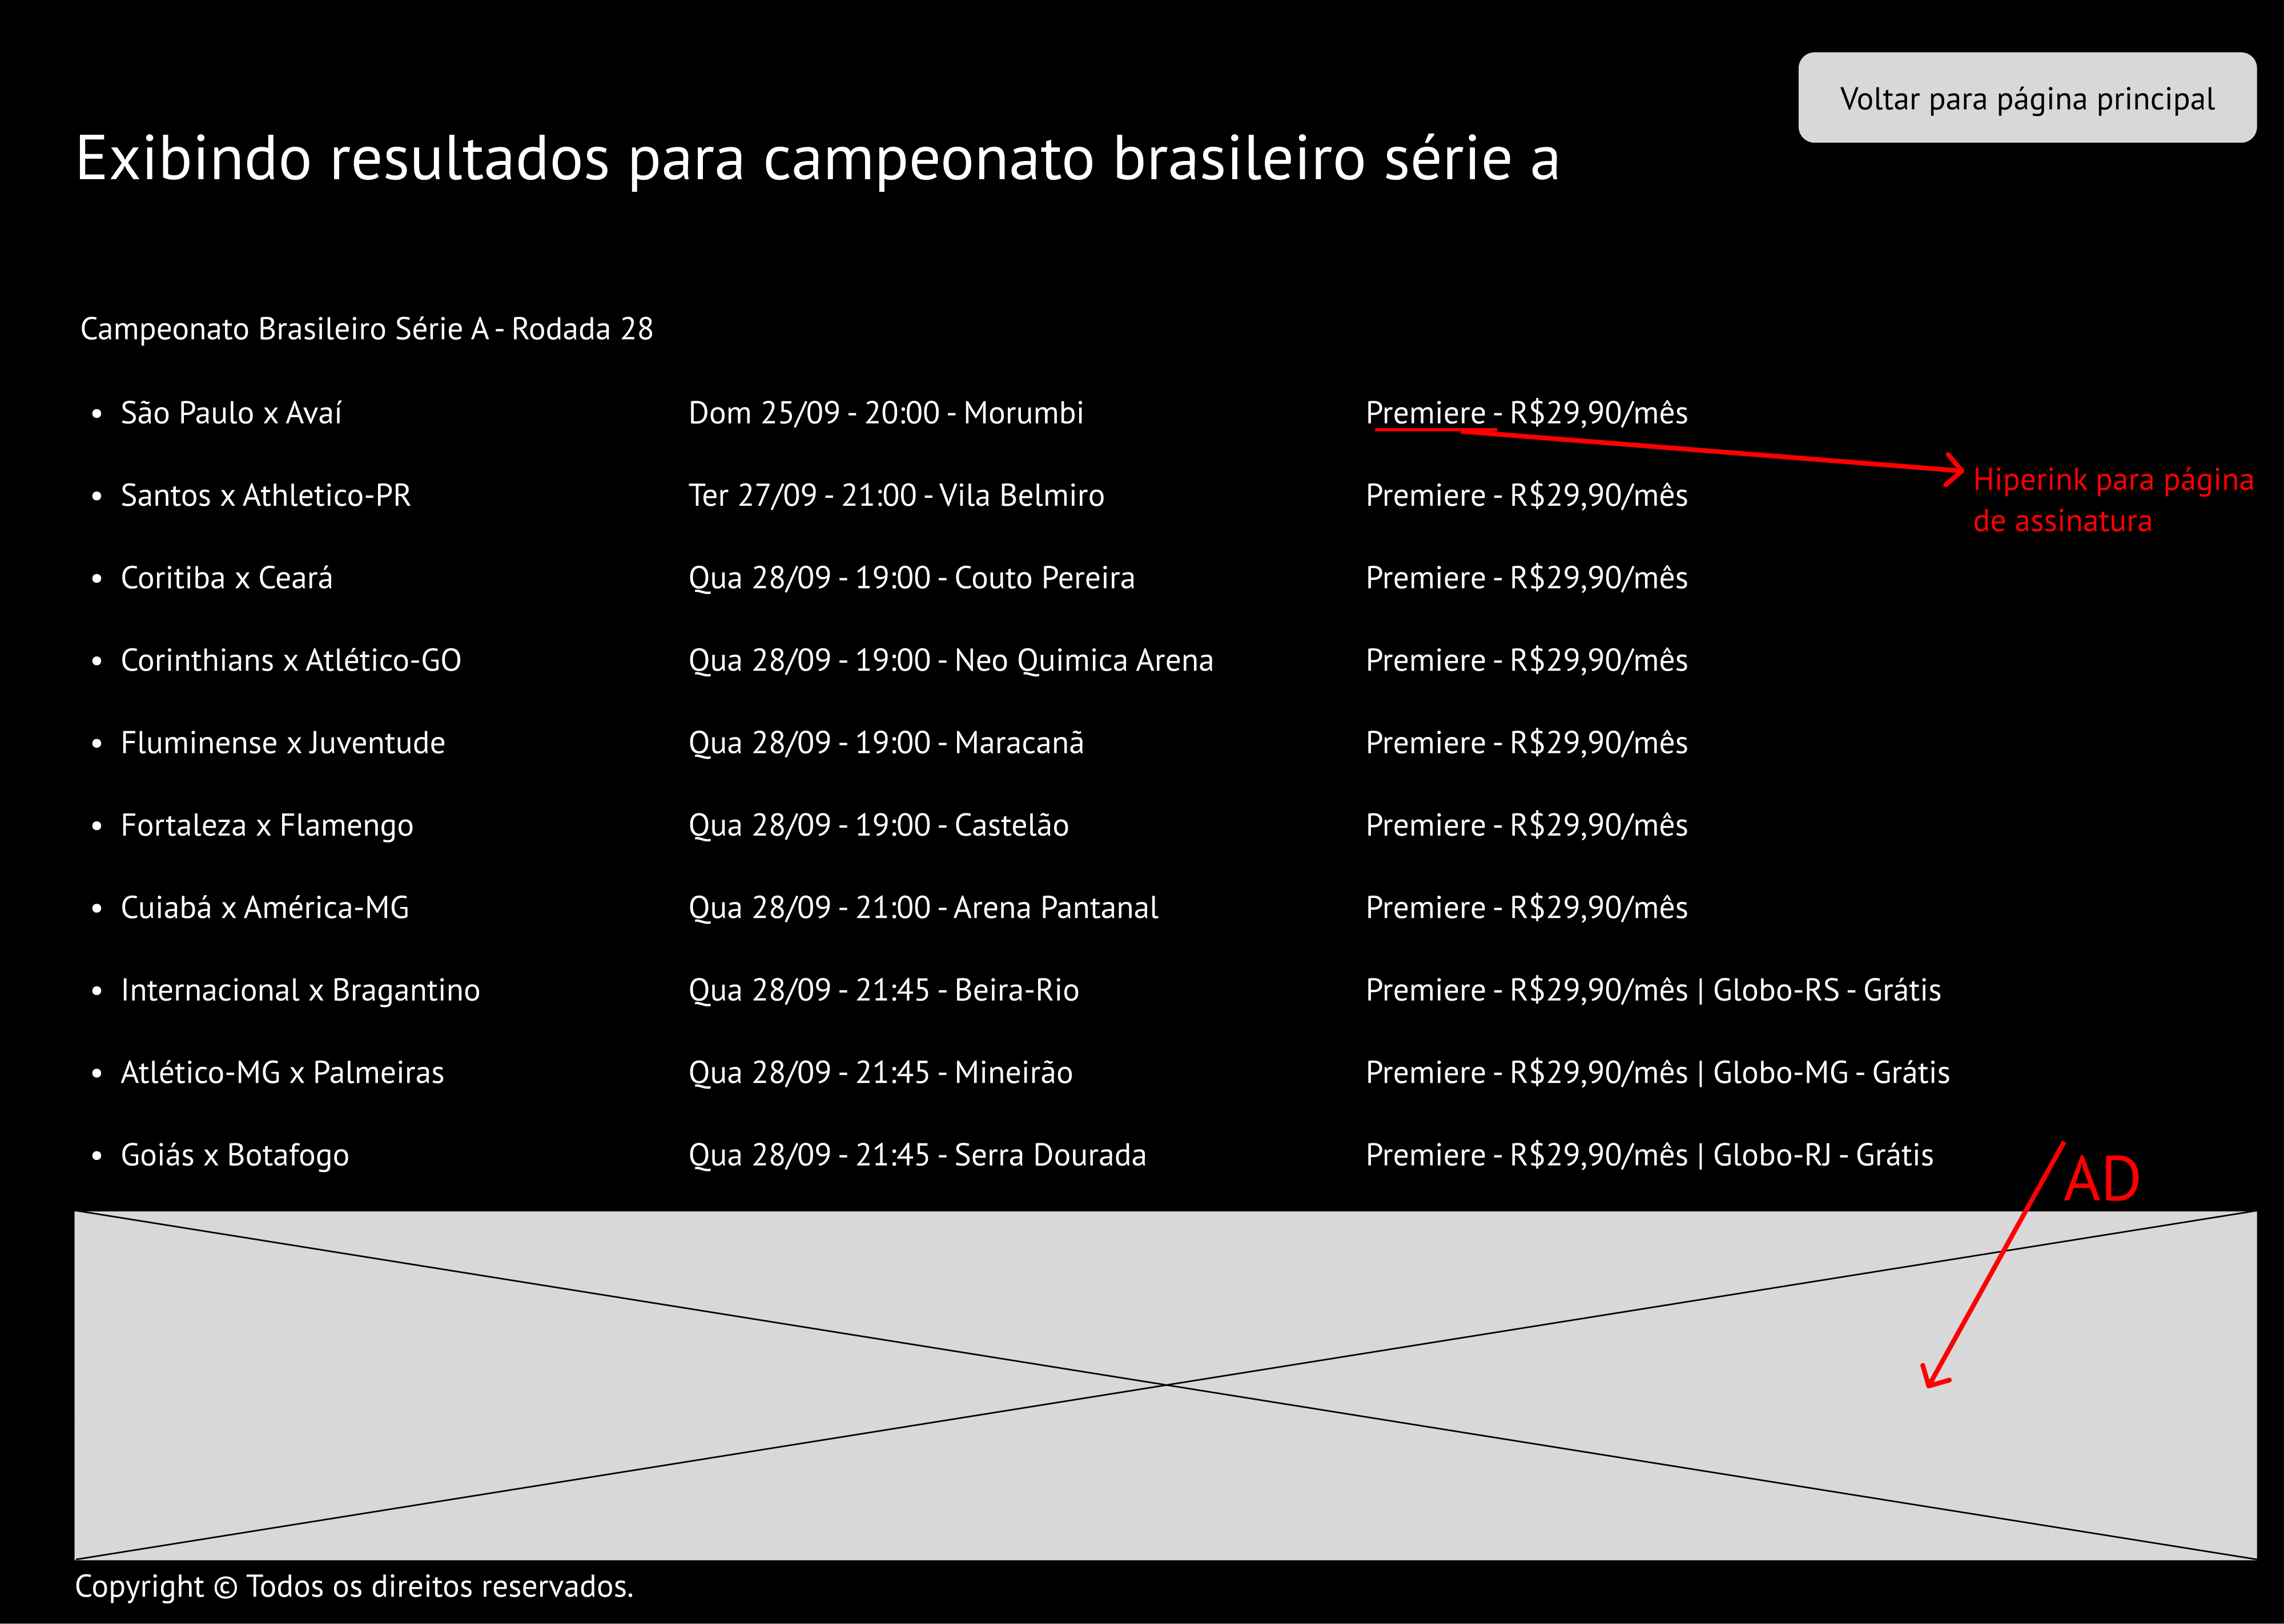 Voltar para página principal
Exibindo resultados para campeonato brasileiro série a
Campeonato Brasileiro Série A - Rodada 28
• São Paulo x Avaí Dom 25/09 - 20:00 - Morumbi Premiere - R$29,90/mês
Hiperink para página
de assinatura
• Santos x Athletico-PR Ter 27/09 - 21:00 - Vila Belmiro Premiere - R$29,90/mês
• Coritiba x Ceará Qua 28/09 - 19:00 - Couto Pereira Premiere - R$29,90/mês
• Corinthians x Atlético-GO Qua 28/09 - 19:00 - Neo Quimica Arena Premiere - R$29,90/mês
• Fluminense x Juventude Qua 28/09 - 19:00 - Maracanã Premiere - R$29,90/mês
• Fortaleza x Flamengo Qua 28/09 - 19:00 - Castelão Premiere - R$29,90/mês
• Cuiabá x América-MG Qua 28/09 - 21:00 - Arena Pantanal Premiere - R$29,90/mês
• Internacional x Bragantino Qua 28/09 - 21:45 - Beira-Rio Premiere - R$29,90/mês | Globo-RS - Grátis
• Atlético-MG x Palmeiras Qua 28/09 - 21:45 - Mineirão Premiere - R$29,90/mês | Globo-MG - Grátis
• Goiás x Botafogo Qua 28/09 - 21:45 - Serra Dourada Premiere - R$29,90/mês | Globo-RJ - Grátis
AD
Copyright © Todos os direitos reservados.